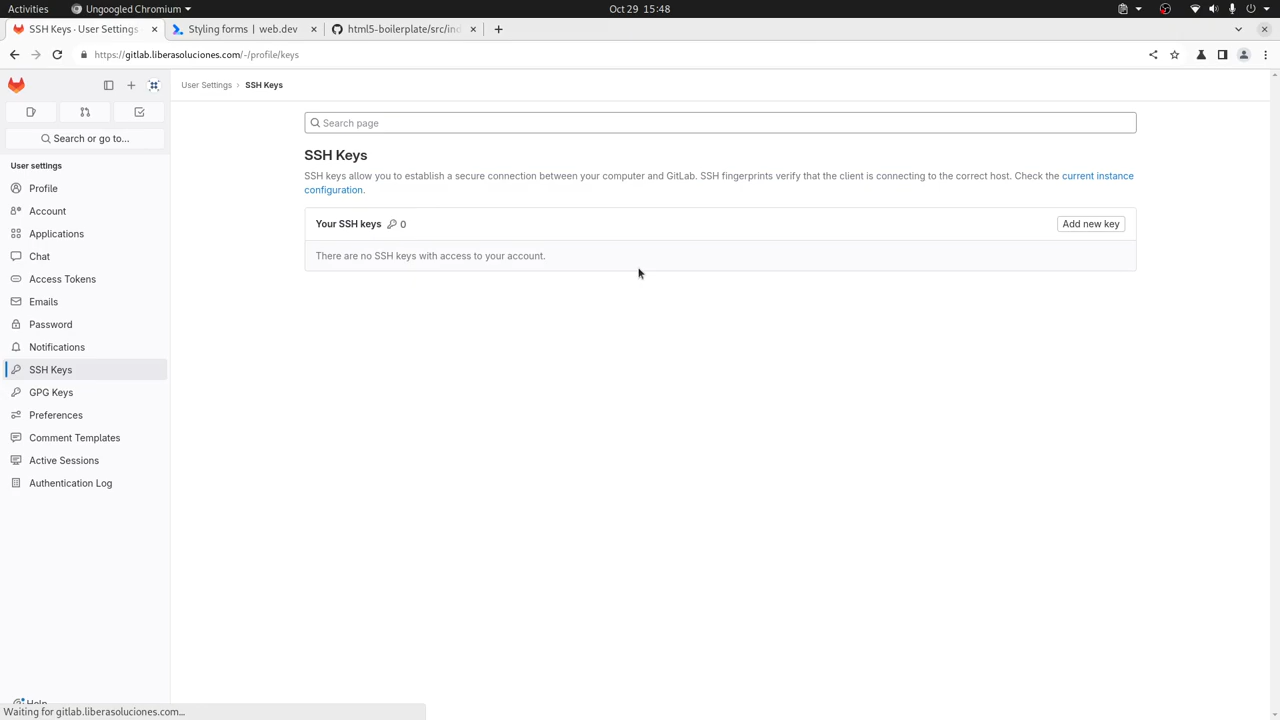 Activities
Ungoogled Chromium
Oct 29 15:48
SSH Keys · User Settings
Styling forms | web.dev
html5-boilerplate/src/ind
https://gitlab.liberasoluciones.com/-/profile/keys
User Settings › SSH Keys
Search or go to...
Search page
User settings
Profile
Account
Applications
Chat
Access Tokens
Emails
Password
Notifications
SSH Keys
GPG Keys
Preferences
Comment Templates
Active Sessions
Authentication Log
Help
SSH Keys
SSH keys allow you to establish a secure connection between your computer and GitLab. SSH fingerprints verify that the client is connecting to the correct host. Check the current instance
configuration.
Your SSH keys 0
Add new key
There are no SSH keys with access to your account.
Waiting for gitlab.liberasoluciones.com...